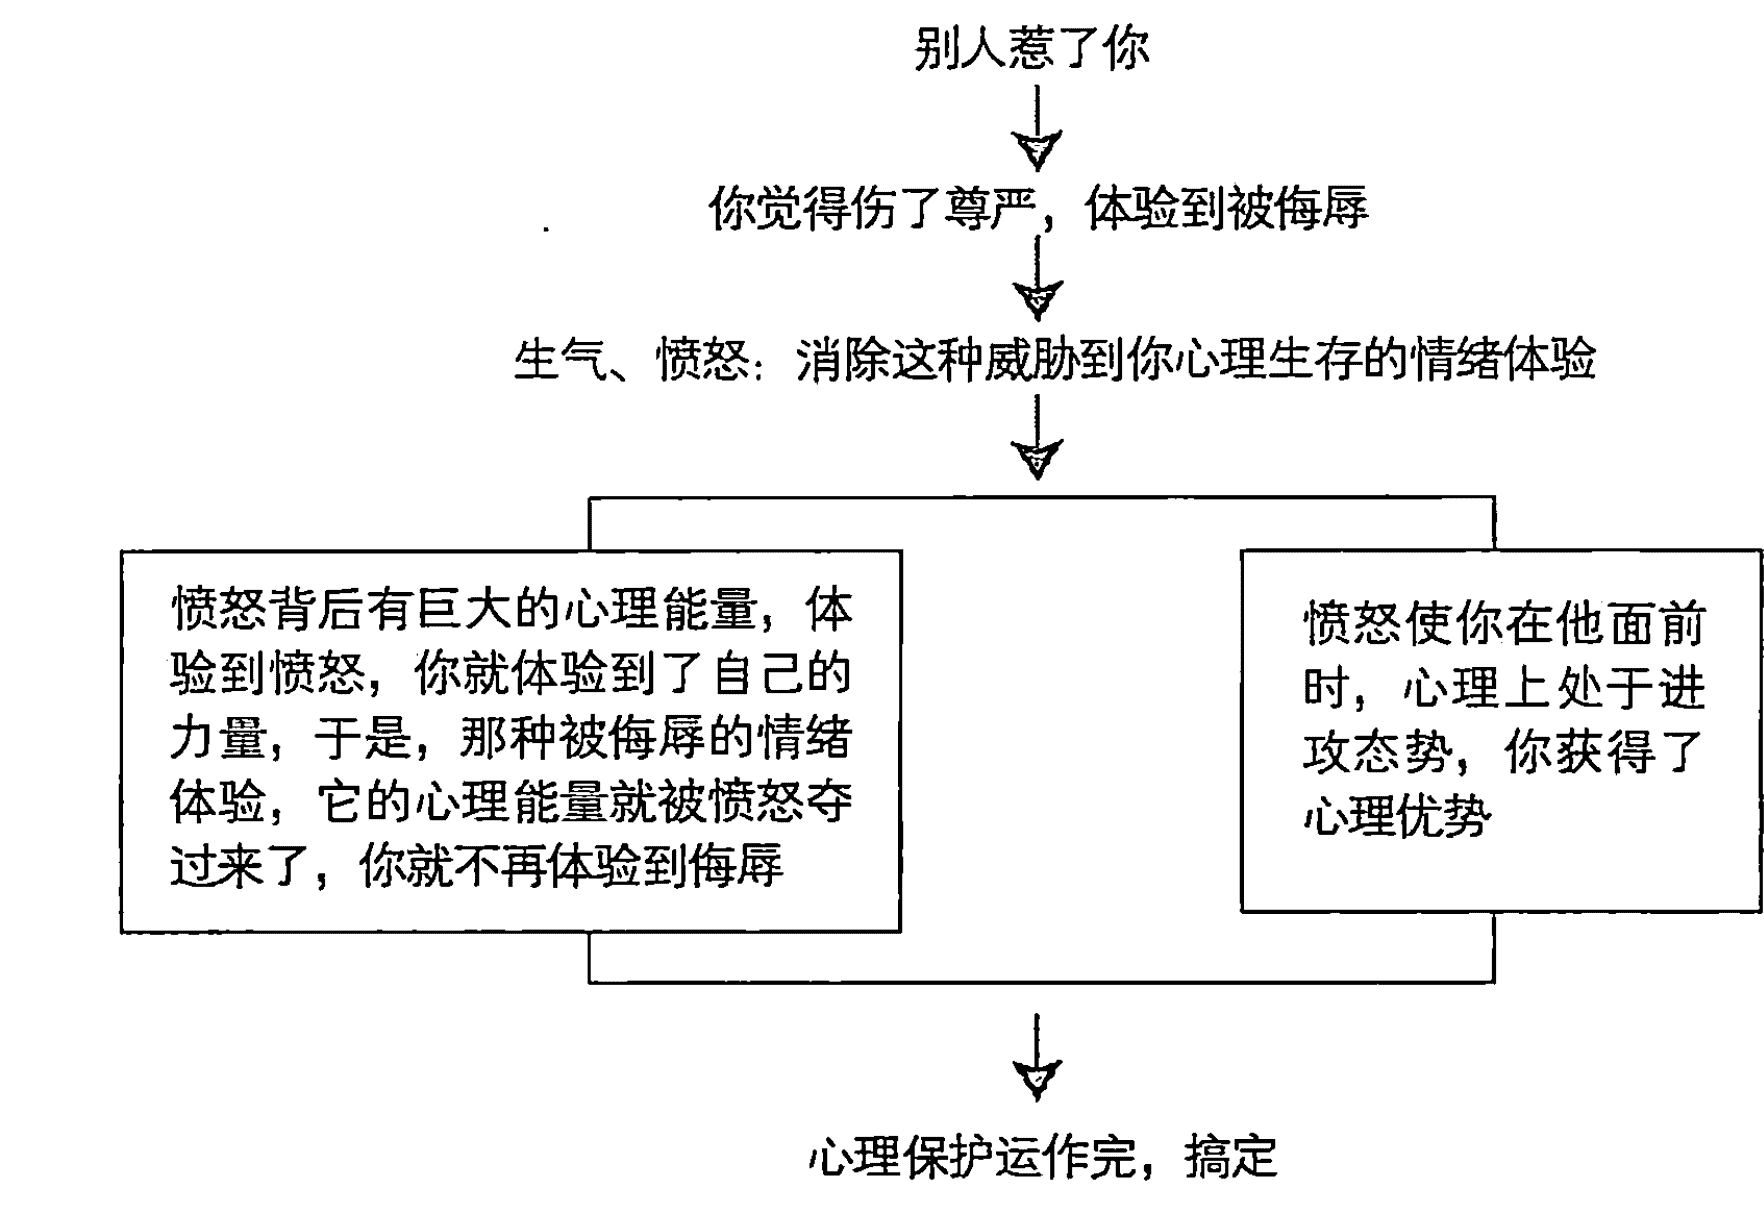 别人惹了你
你觉得伤了尊严，体验到被侮辱
生气、愤怒：消除这种威胁到你心理生存的情绪体验
愤怒背后有巨大的心理能量，体
验到愤怒，你就体验到了自己的
力量，于是，那种被侮辱的情绪
体验，它的心理能量就被愤怒夺
过来了，你就不再体验到侮辱
愤怒使你在他面前
时，心理上处于进
攻态势，你获得了
心理优势
心理保护运作完，搞定